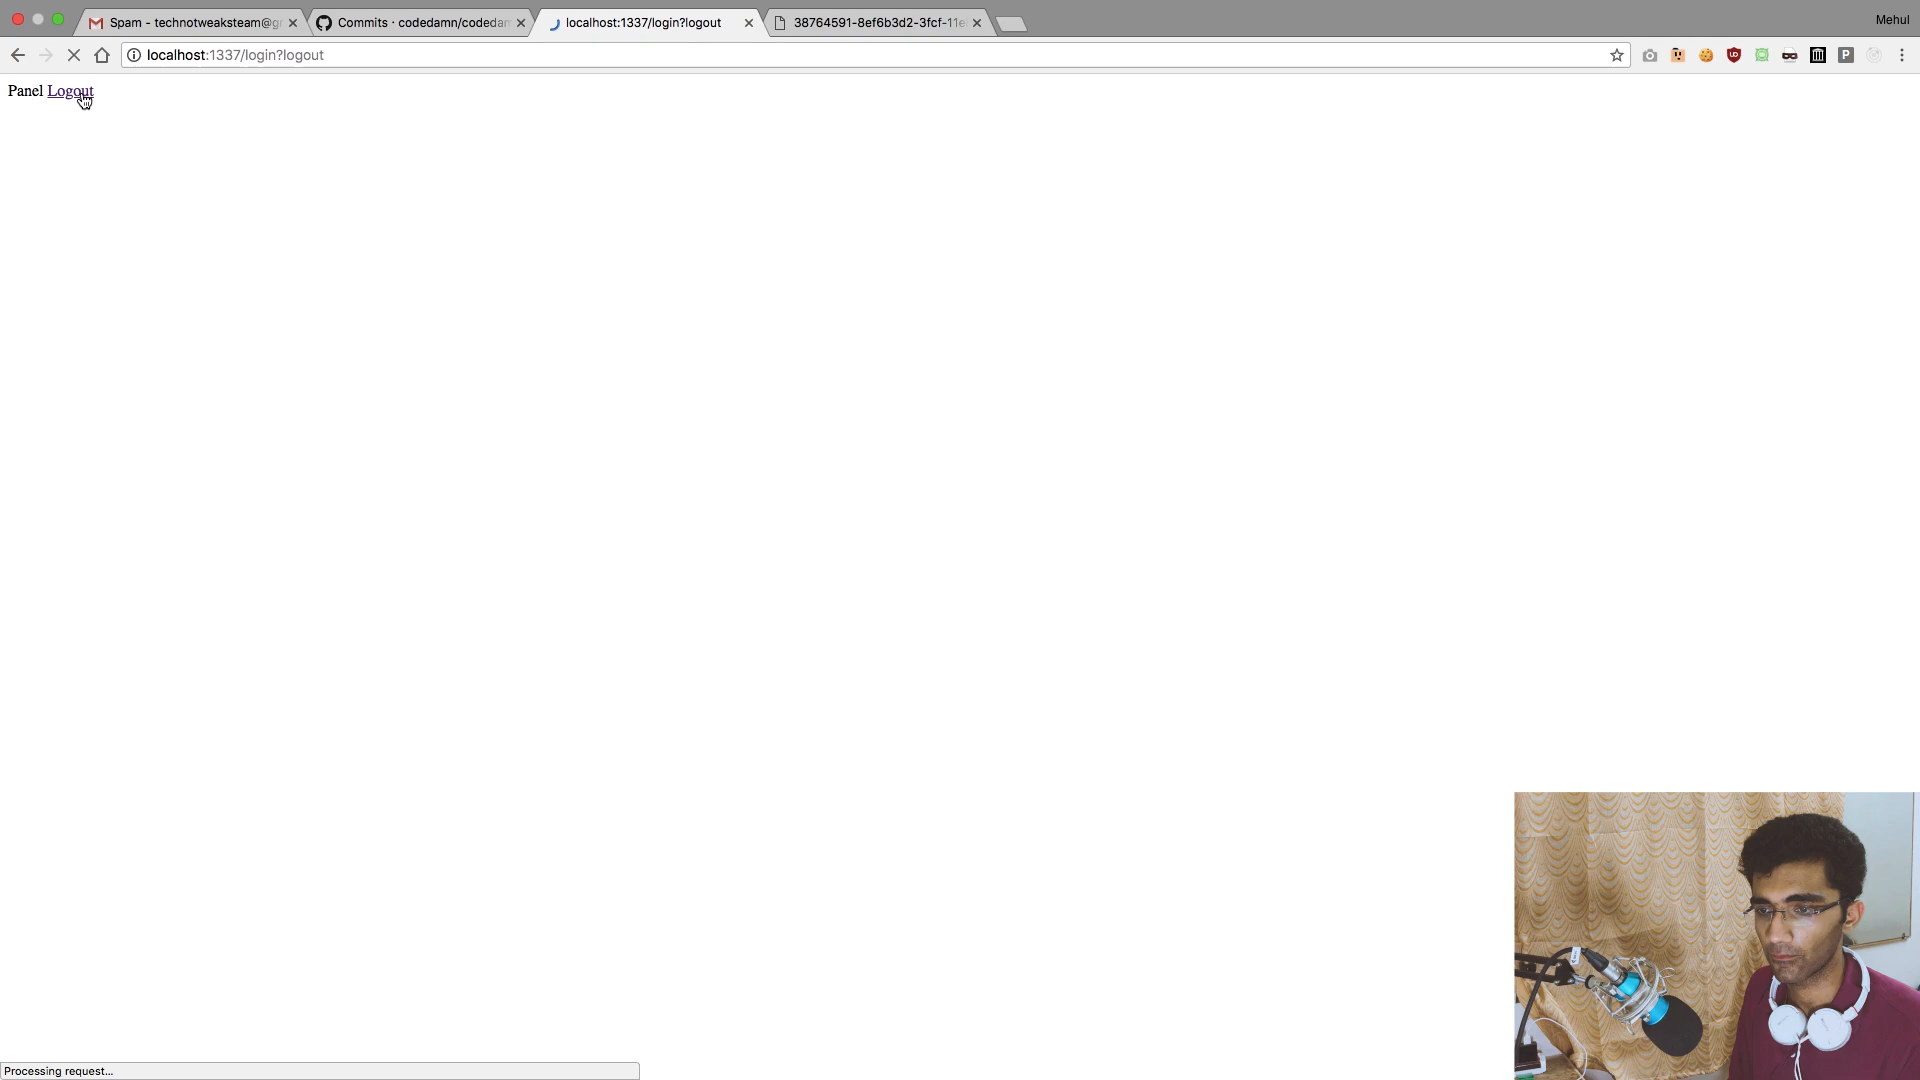 Spam - technotweaksteam@g
Commits · codedamn/codedam
localhost:1337/login?logout
38764591-8ef6b3d2-3fcf-11e
Mehul
localhost:1337/login?logout
Panel Logout
Processing request...